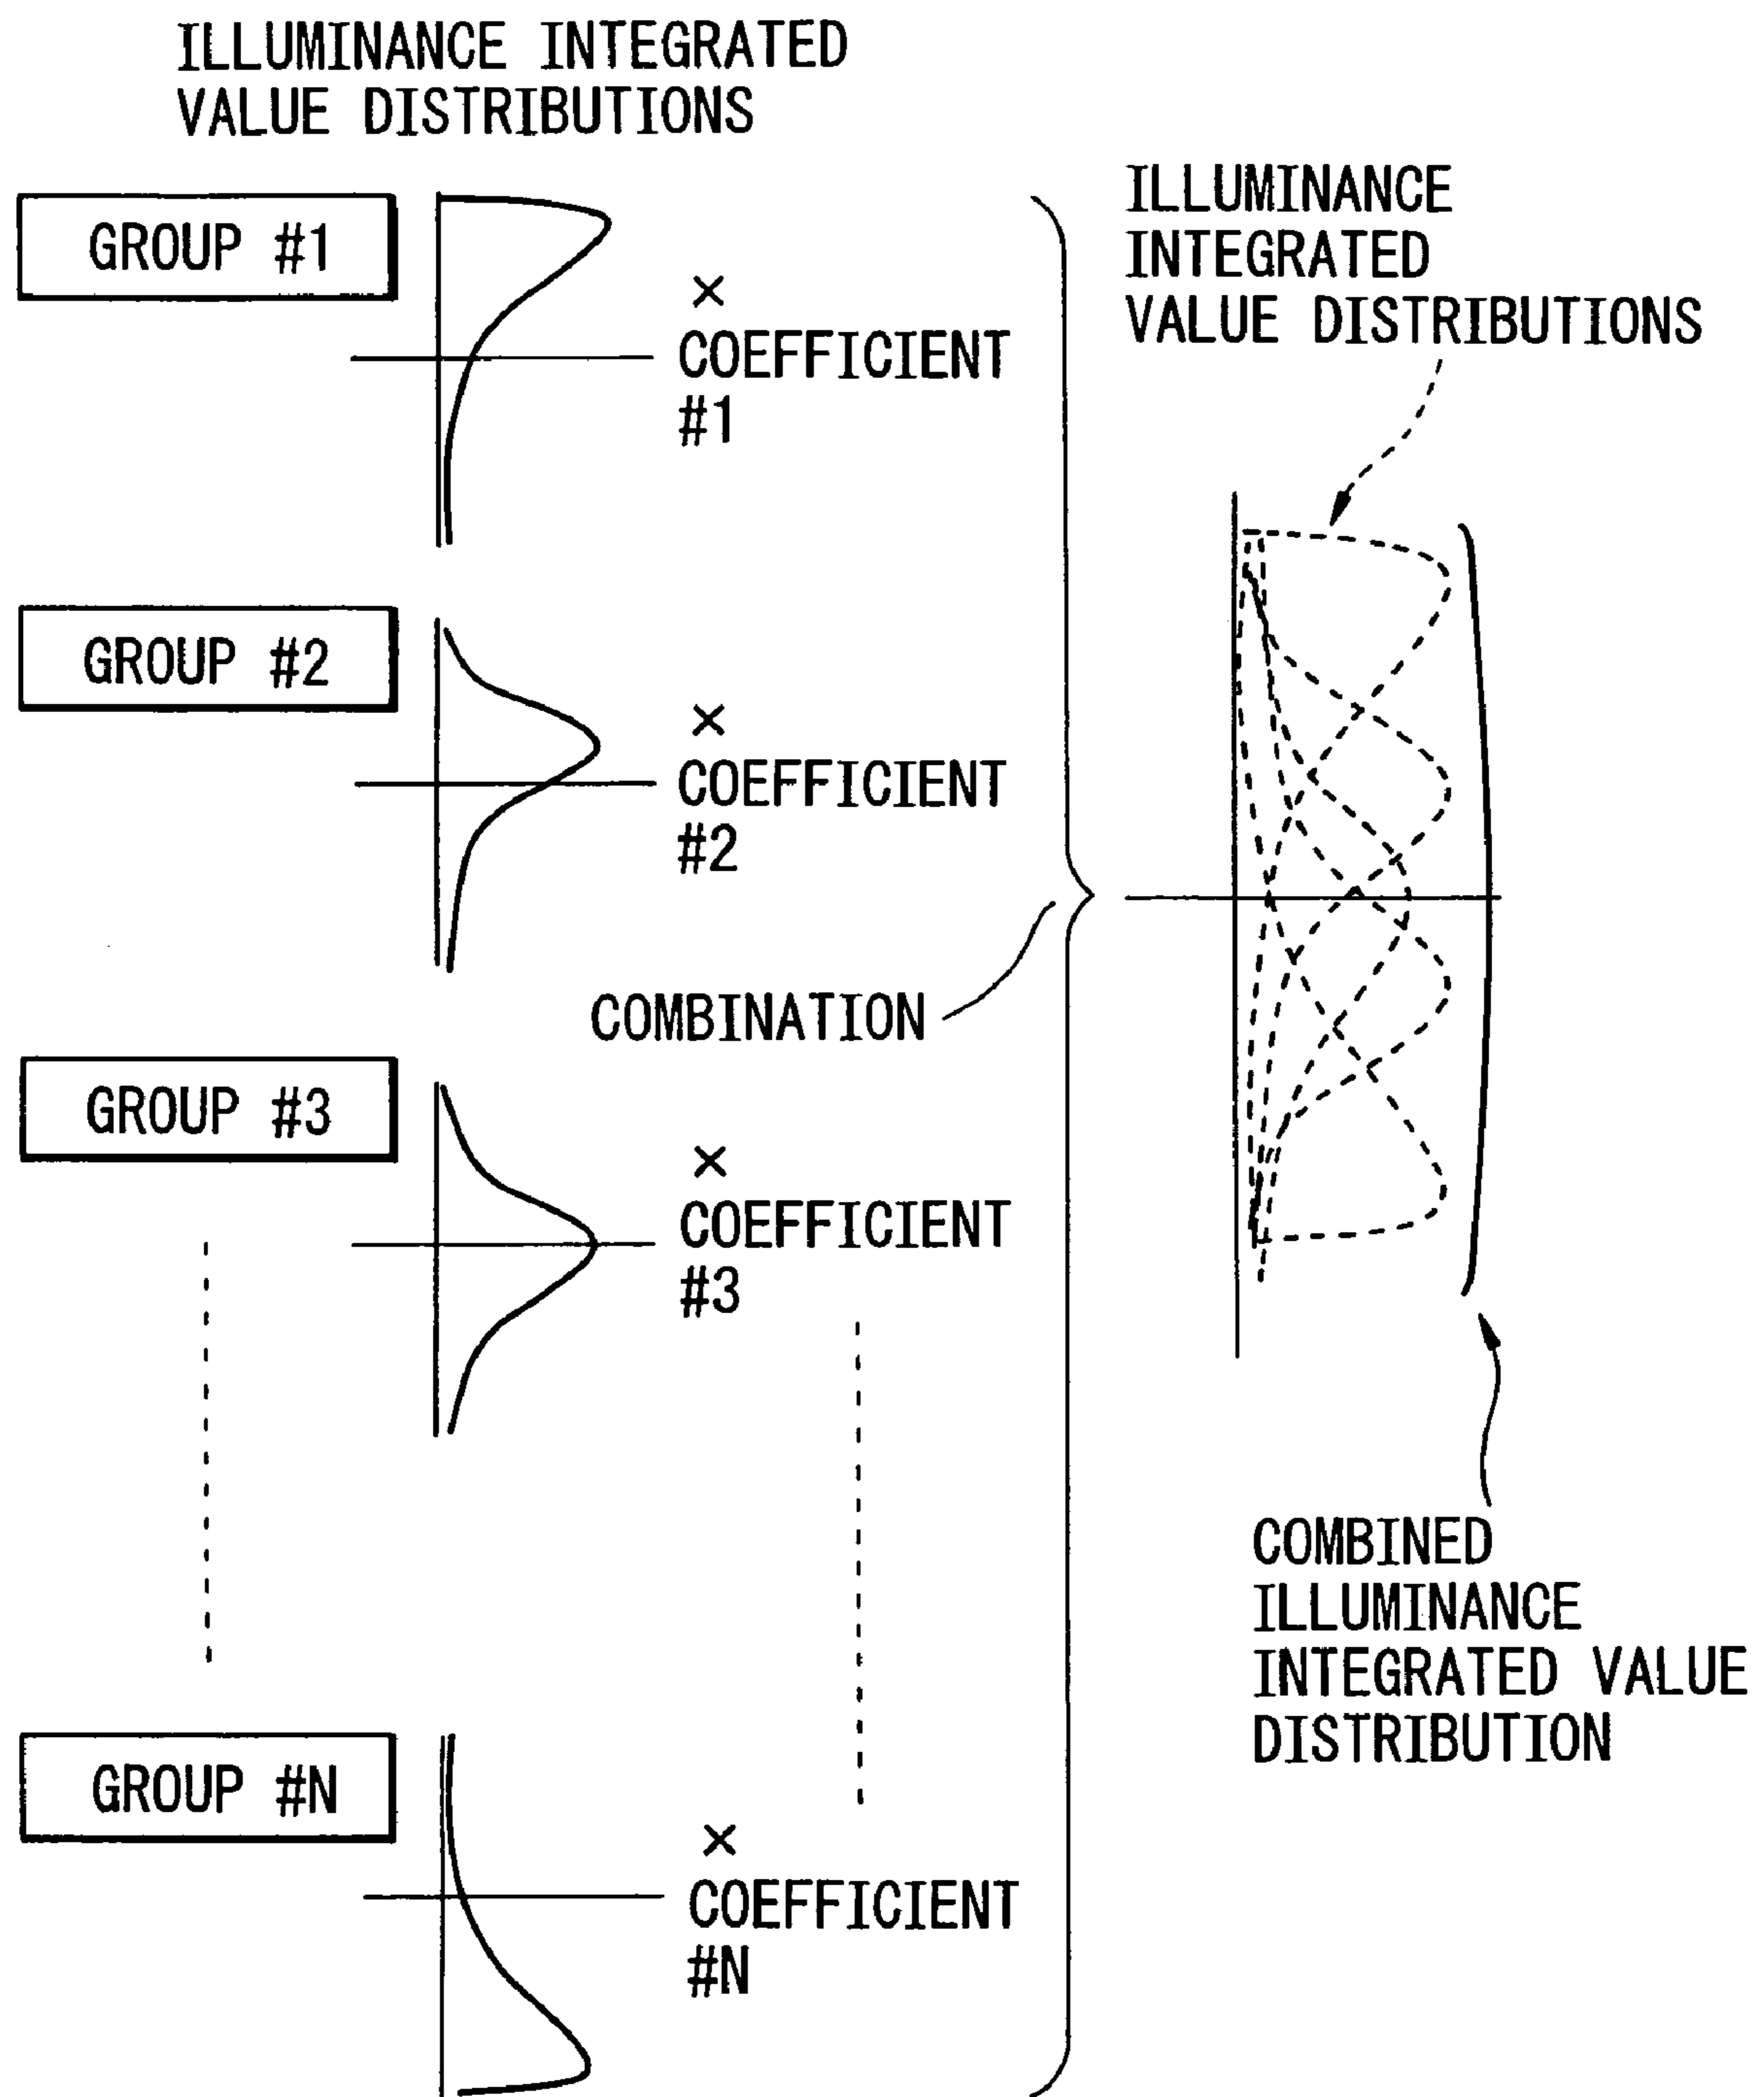 ILLUMINANCE INTEGRATED
VALUE DISTRIBUTIONS
GROUP #1
×
COEFFICIENT
#1
GROUP #2
×
COEFFICIENT
#2
COMBINATION
GROUP #3
×
COEFFICIENT
#3
GROUP #N
×
COEFFICIENT
#N
ILLUMINANCE
INTEGRATED
VALUE DISTRIBUTIONS
COMBINED
ILLUMINANCE
INTEGRATED VALUE
DISTRIBUTION